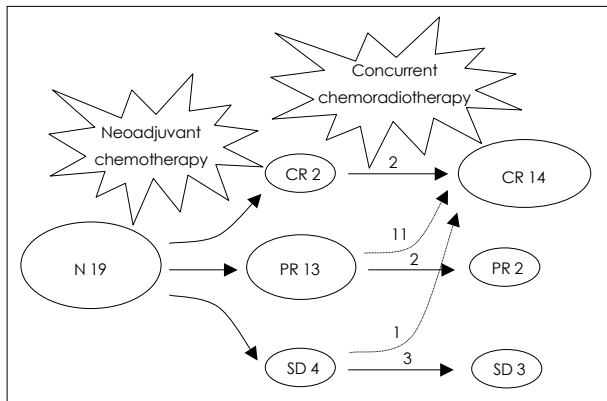 Concurrent
chemoradiotherapy
Neoadjuvant
chemotherapy
CR 2
2
CR 14
11
N 19
PR 13
2
PR 2
1
SD 4
3
SD 3